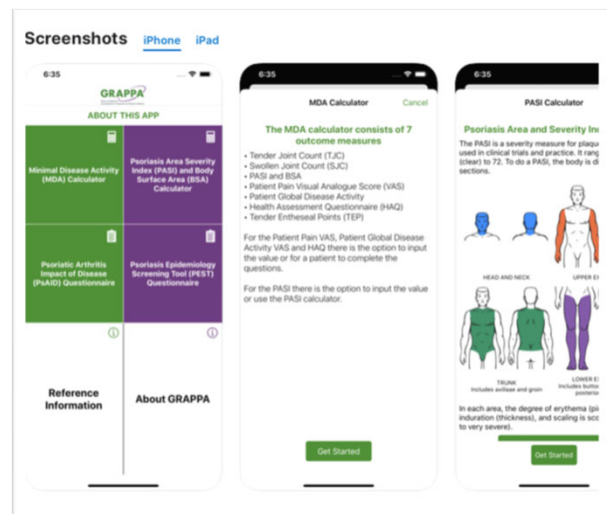 Screenshots iPhone iPad
6:35
GRAPPA
ABOUT THIS APP
Minimal Disease Activity
(MDA) Calculator
Psoriasis Area Severity
Index (PASI) and Body
Surface Area (BSA)
Calculator
Psoriatic Arthritis
Impact of Disease
(PsAID) Questionnaire
Psoriasis Epidemiology
Screening Tool (PEST)
Questionnaire
Reference
Information
About GRAPPA
6:35
MDA Calculator Cancel
The MDA calculator consists of 7
outcome measures
• Tender Joint Count (TJC)
• Swollen Joint Count (SJC)
• PASI and BSA
• Patient Pain Visual Analogue Score (VAS)
• Patient Global Disease Activity
• Health Assessment Questionnaire (HAQ)
• Tender Entheseal Points (TEP)
For the Patient Pain VAS, Patient Global Disease
Activity VAS and HAQ there is the option to input
the value or for a patient to complete the
questions.
For the PASI there is the option to input the value
or use the PASI calculator.
Get Started
6:35
PASI Calculator
Psoriasis Area and Severity In
The PASI is a severity measure for plaque
used in clinical trials and practice. It rang
(clear) to 72. To do a PASI, the body is di
sections.
HEAD AND NECK
UPPER E
TRUNK
Includes axillae and groin
LOWER E
Includes butto
posterio
In each area, the degree of erythema (pi
induration (thickness), and scaling is sco
to very severe).
Get Started